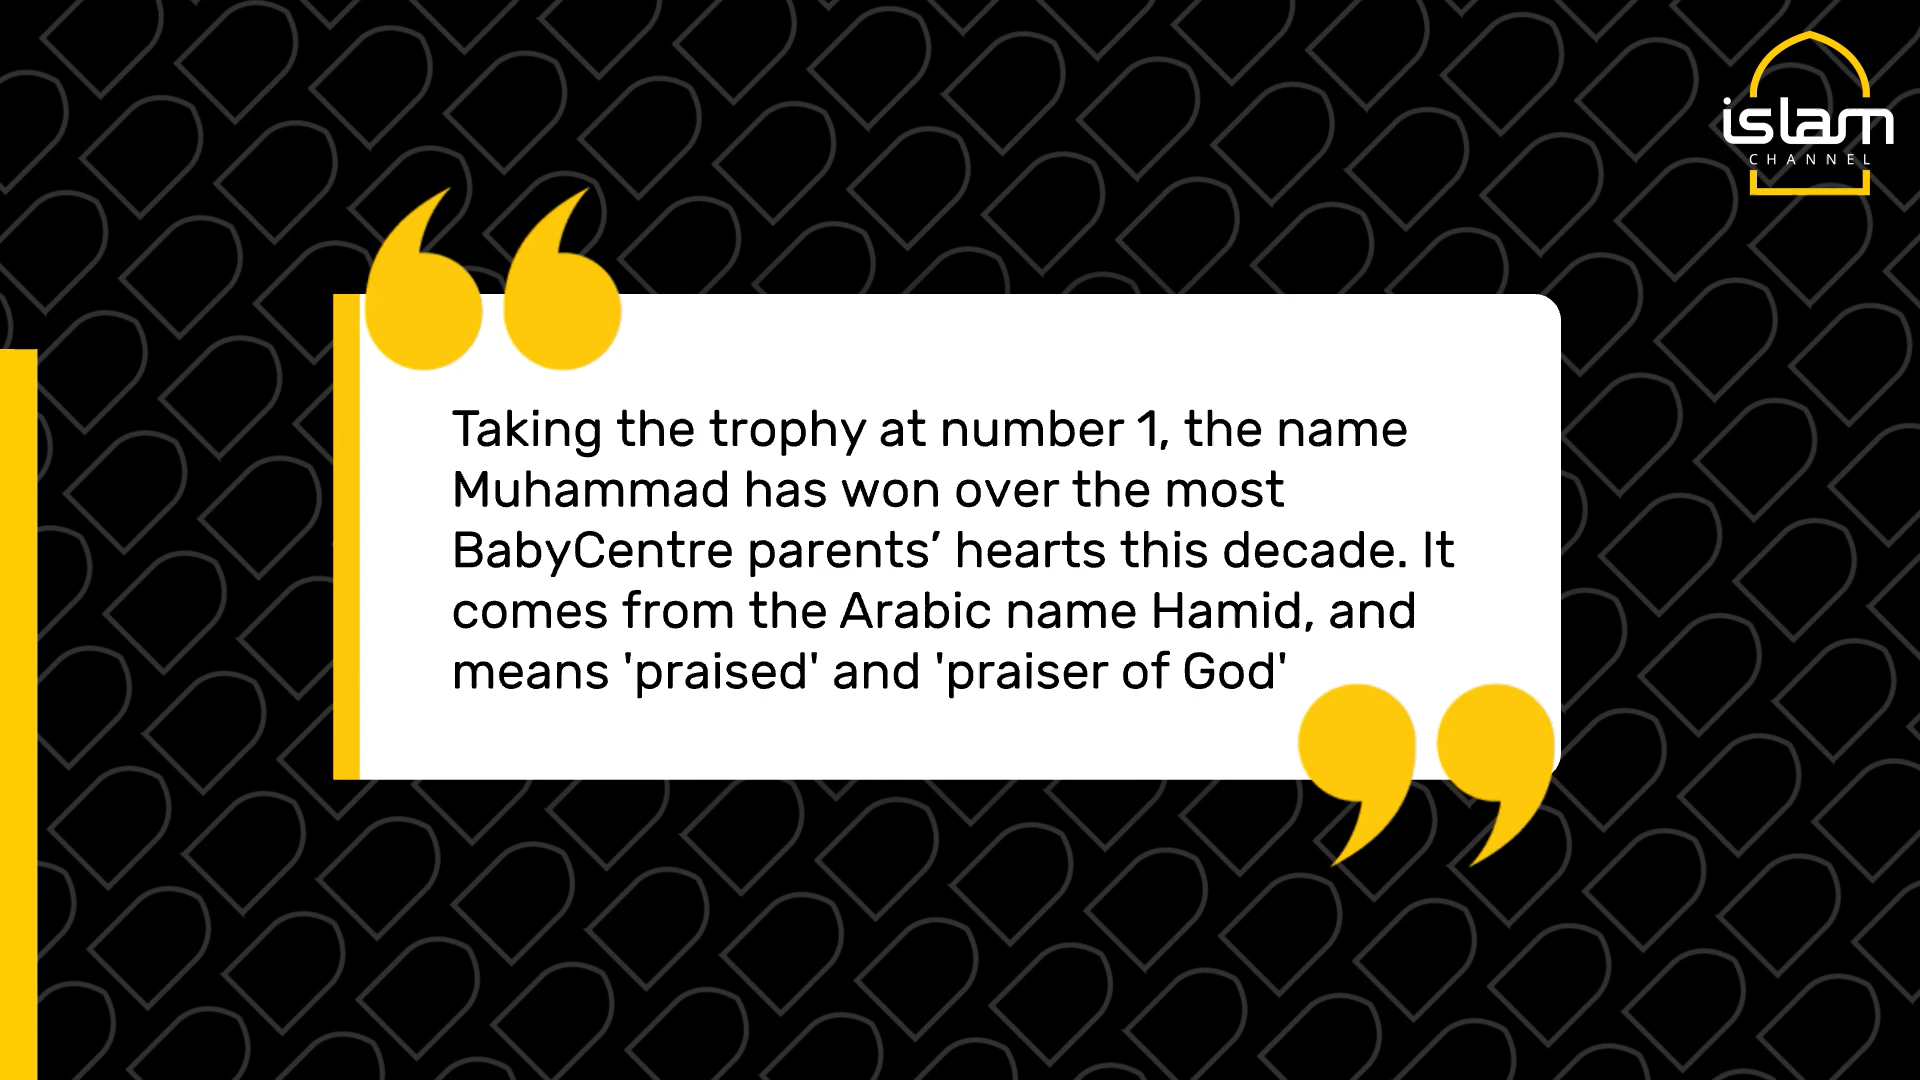 islam
CHANNEL
Taking the trophy at number 1, the name
Muhammad has won over the most
BabyCentre parents’ hearts this decade. It
comes from the Arabic name Hamid, and
means 'praised' and 'praiser of God'